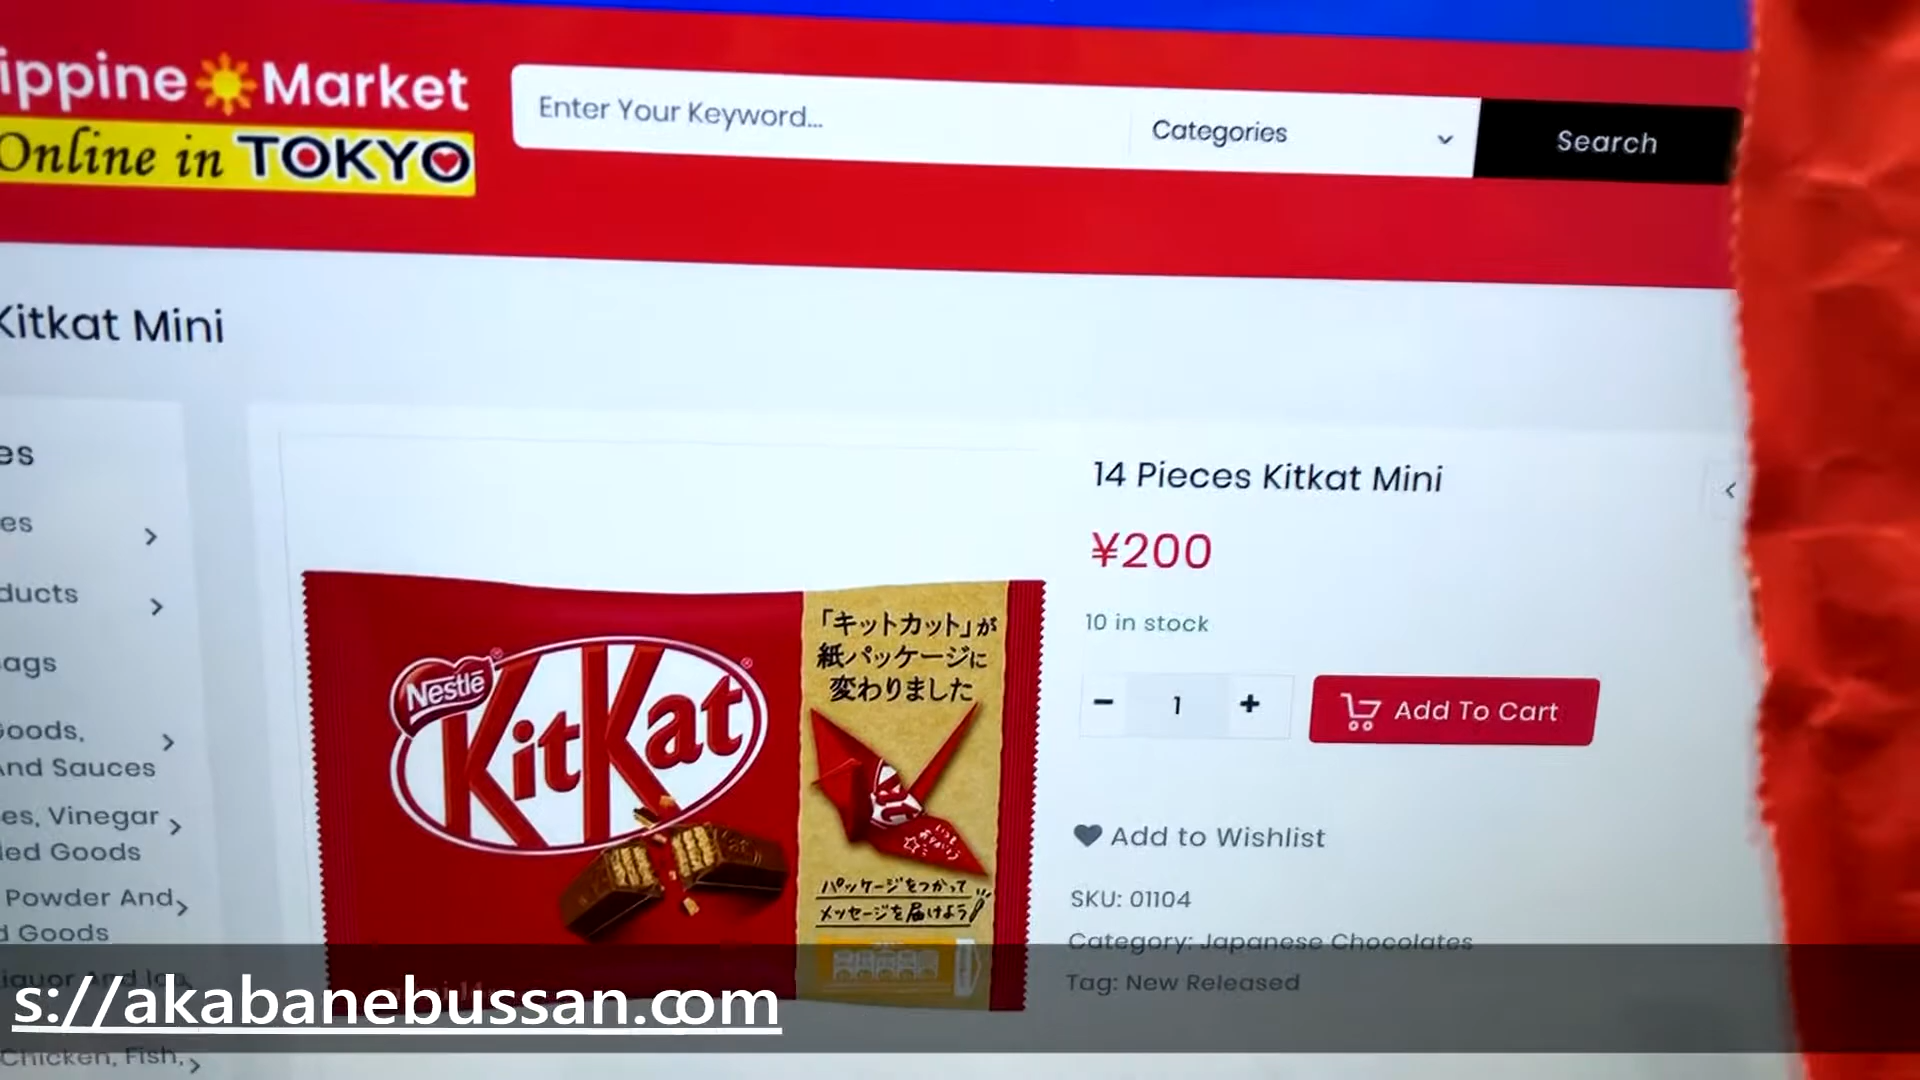 ippine Market
Online in TOKYO
Enter Your Keyword...
Categories
Search
Kitkat Mini
es
es
ducts
ags
Goods,
And Sauces
es, Vinegar
led Goods
Powder And
d Goods
iquor And
Chicken, Fish,
Nestlé
KitKat
「キットカット」が
紙パッケージに
変わりました
パッケージをつかって
メッセージを届けよう
14 Pieces Kitkat Mini
¥200
10 in stock
1
Add To Cart
Add to Wishlist
SKU: 01104
Category: Japanese Chocolates
Tag: New Released
s://akabanebussan.com